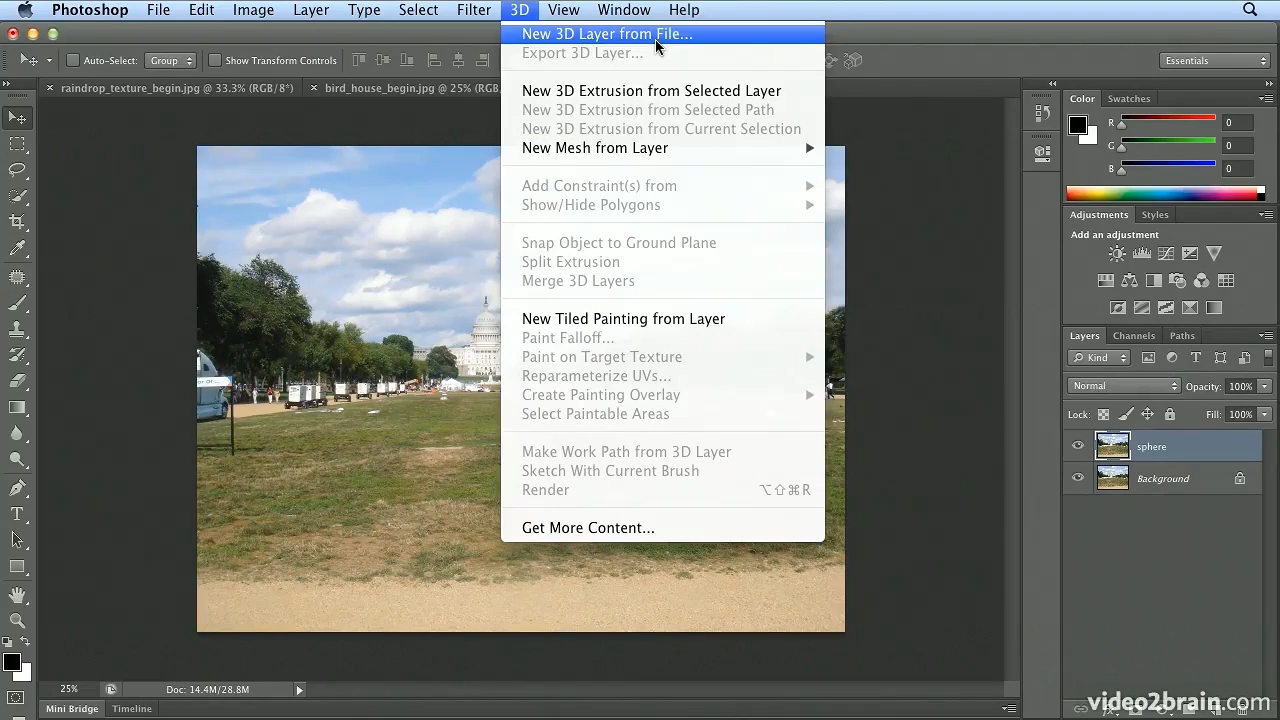 Photoshop File Edit Image Layer Type Select Filter 3D View Window Help
Auto-Select: Group Show Transform Controls Essentials
raindrop_texture_begin.jpg @ 33.3% (RGB/8*) bird_house_begin.jpg @ 25% (RGB
New 3D Layer from File...
Export 3D Layer...
New 3D Extrusion from Selected Layer
New 3D Extrusion from Selected Path
New 3D Extrusion from Current Selection
New Mesh from Layer
Add Constraint(s) from
Show/Hide Polygons
Snap Object to Ground Plane
Split Extrusion
Merge 3D Layers
New Tiled Painting from Layer
Paint Falloff...
Paint on Target Texture
Reparameterize UVs...
Create Painting Overlay
Select Paintable Areas
Make Work Path from 3D Layer
Sketch With Current Brush
Render ⌥⇧⌘R
Get More Content...
Color Swatches
R 0
G 0
B 0
Adjustments Styles
Add an adjustment
Layers Channels Paths
Kind
Normal Opacity: 100%
Lock: Fill: 100%
sphere
Background
25% Doc: 14.4M/28.8M
Mini Bridge Timeline
video2brain.com